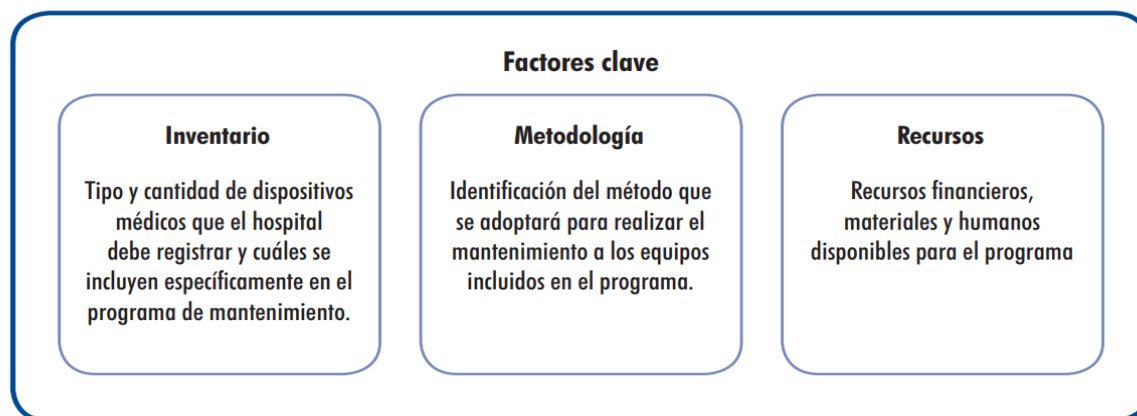 Factores clave
Inventario
Tipo y cantidad de dispositivos
médicos que el hospital
debe registrar y cuáles se
incluyen específicamente en el
programa de mantenimiento.
Metodología
Identificación del método que
se adoptará para realizar el
mantenimiento a los equipos
incluidos en el programa.
Recursos
Recursos financieros,
materiales y humanos
disponibles para el programa